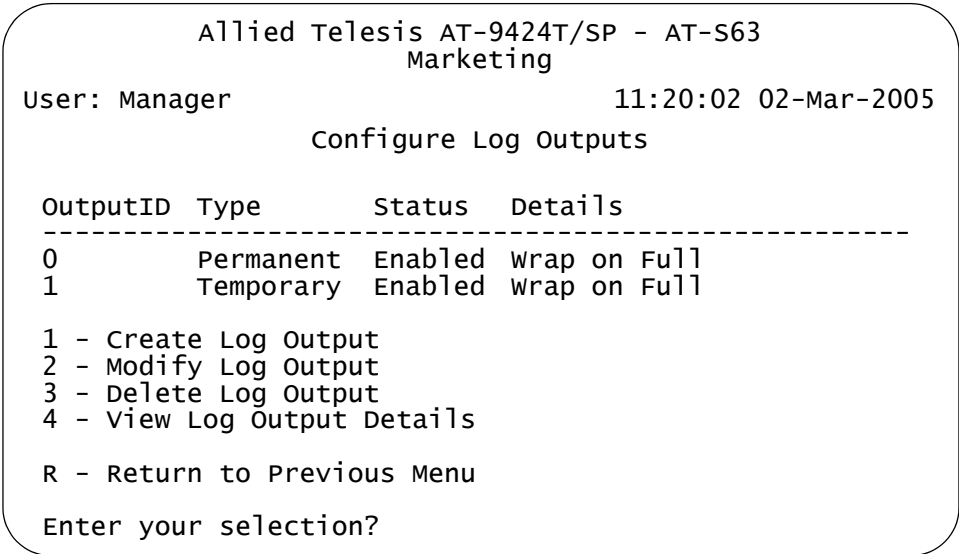 Allied Telesis AT-9424T/SP - AT-S63
Marketing
User: Manager 11:20:02 02-Mar-2005
Configure Log Outputs
OutputID Type Status Details
------------------------------------------------------
0 Permanent Enabled Wrap on Full
1 Temporary Enabled Wrap on Full
1 - Create Log Output
2 - Modify Log Output
3 - Delete Log Output
4 - View Log Output Details
R - Return to Previous Menu
Enter your selection?